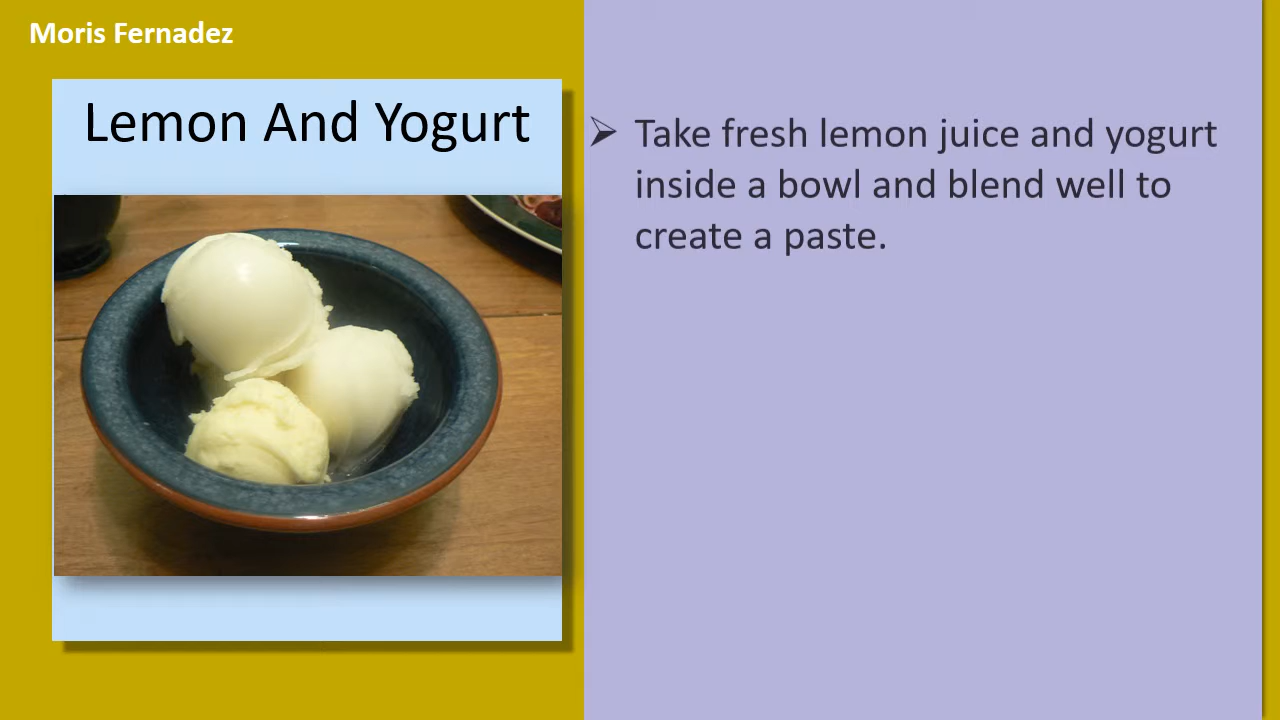 Moris Fernadez
Lemon And Yogurt
➢ Take fresh lemon juice and yogurt
inside a bowl and blend well to
create a paste.